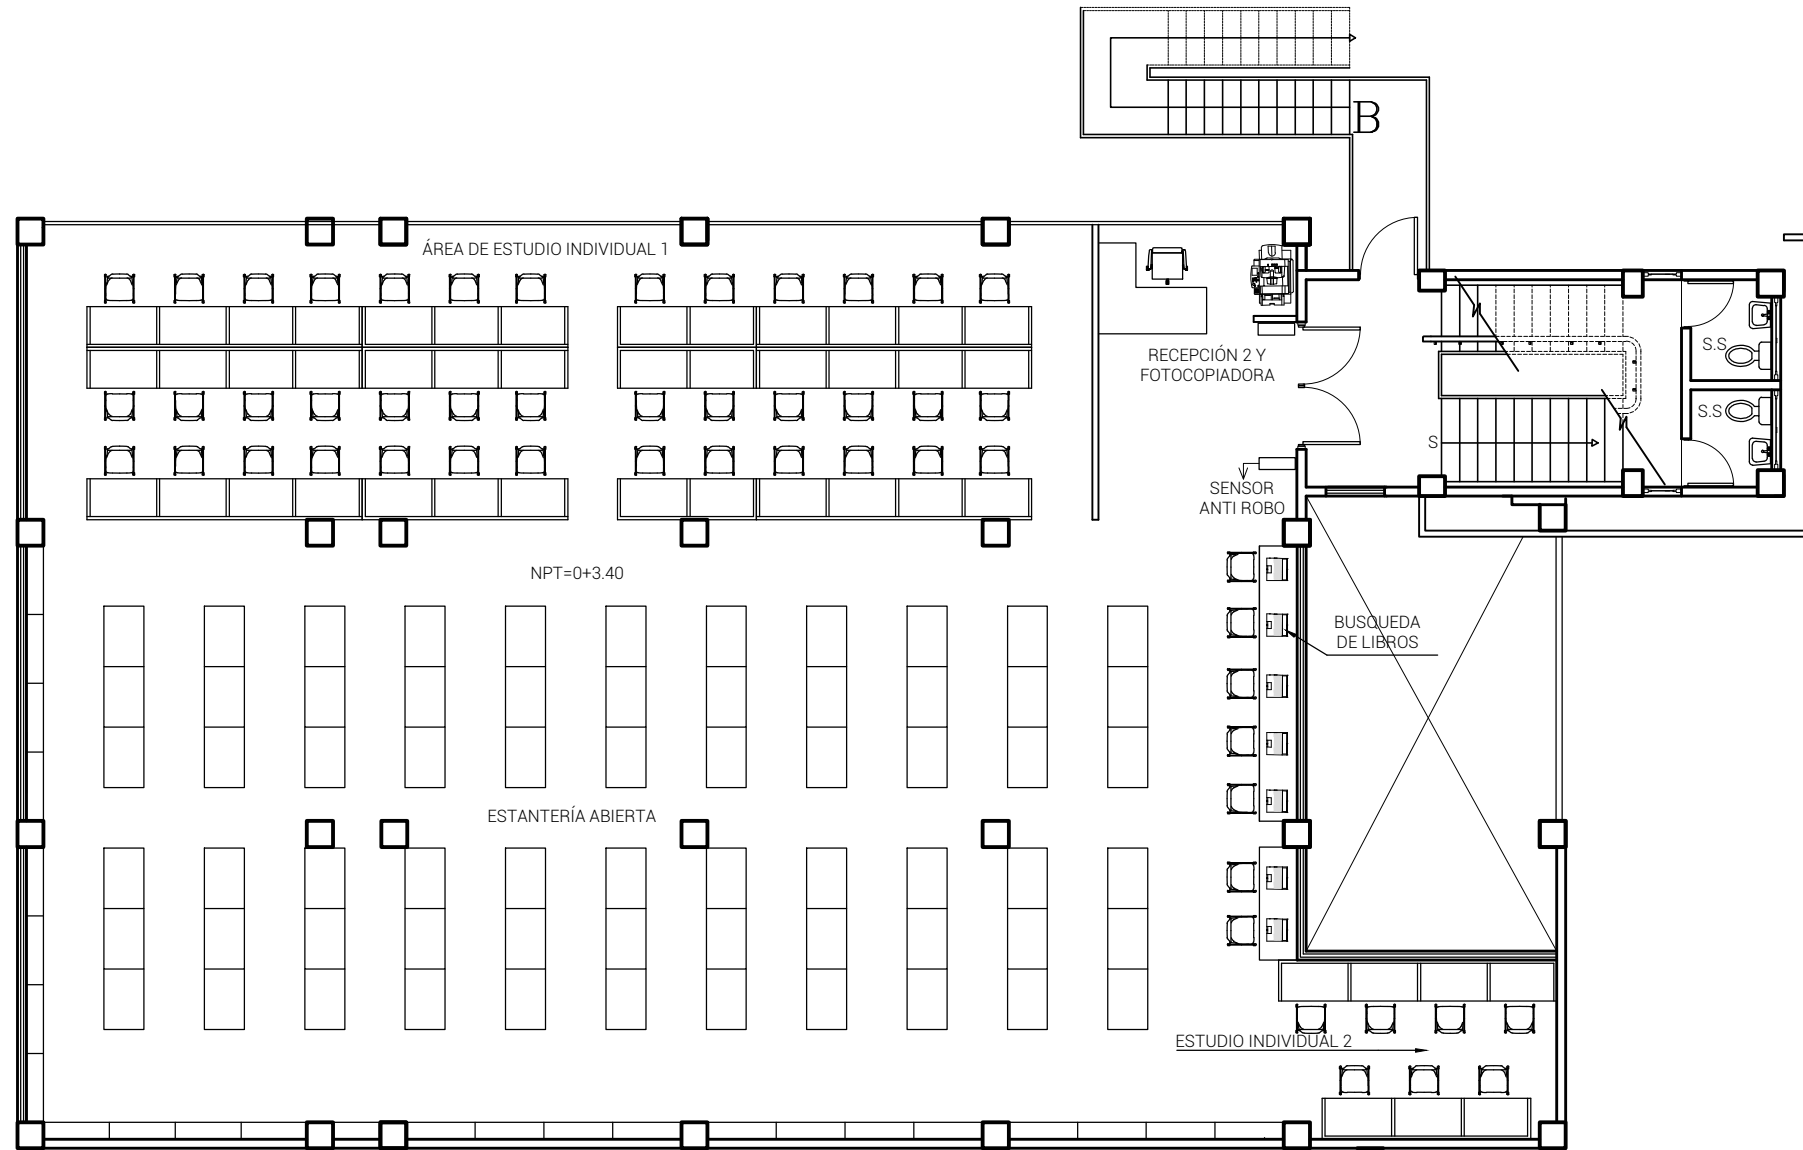 B
ÁREA DE ESTUDIO INDIVIDUAL 1
RECEPCIÓN 2 Y
FOTOCOPIADORA
S.S
S.S
S
SENSOR
ANTI ROBO
NPT=0+3.40
BUSQUEDA
DE LIBROS
ESTANTERÍA ABIERTA
ESTUDIO INDIVIDUAL 2